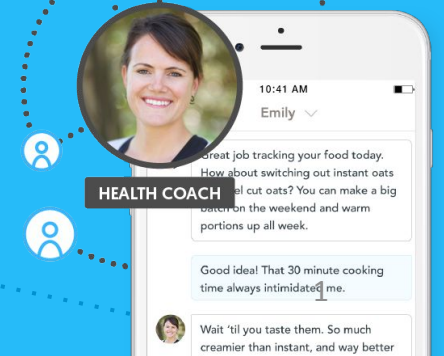 10:41 AM
Emily
HEALTH COACH
Great job tracking your food today.
How about switching out instant oats
el cut oats? You can make a big
batch on the weekend and warm
portions up all week.
Good idea! That 30 minute cooking
time always intimidates me.
1
Wait ‘til you taste them. So much
creamier than instant, and way better